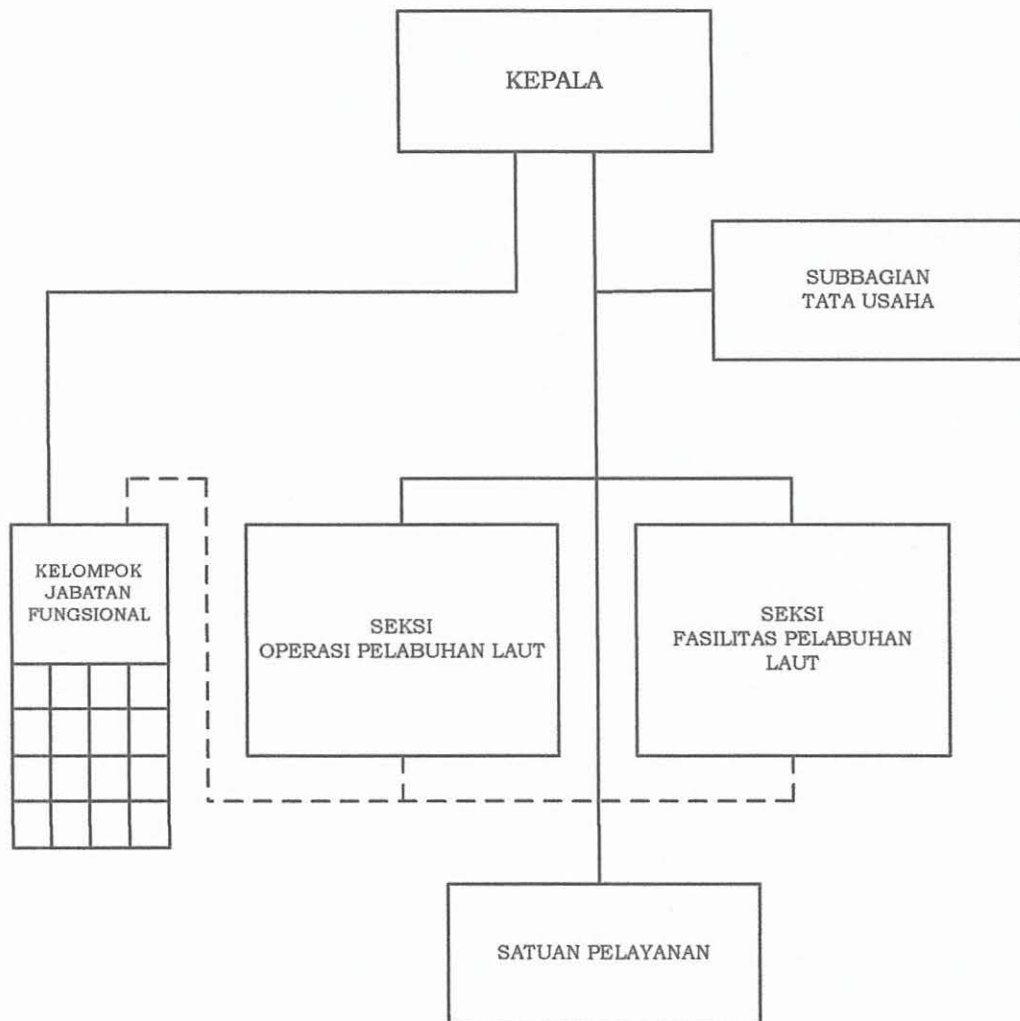 KEPALA
SUBBAGIAN
TATA USAHA
KELOMPOK
JABATAN
FUNGSIONAL
SEKSI
OPERASI PELABUHAN LAUT
SEKSI
FASILITAS PELABUHAN
LAUT
SATUAN PELAYANAN